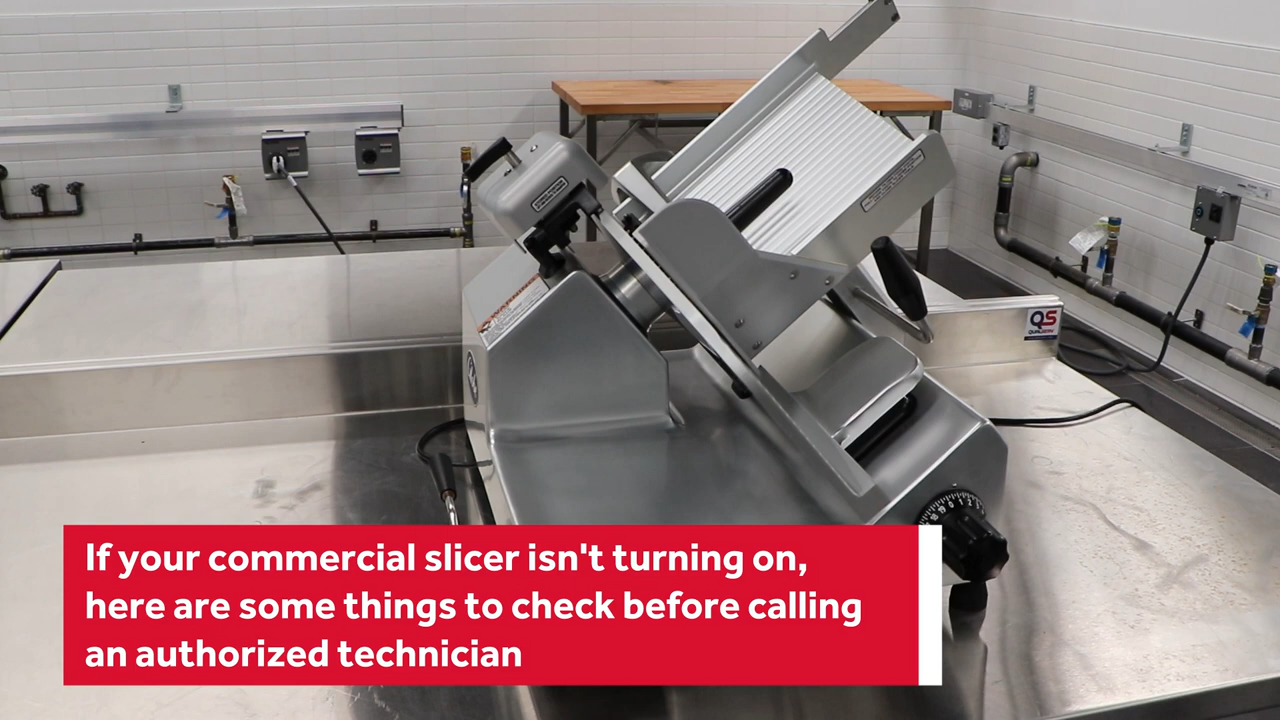 QS
If your commercial slicer isn't turning on,
here are some things to check before calling
an authorized technician